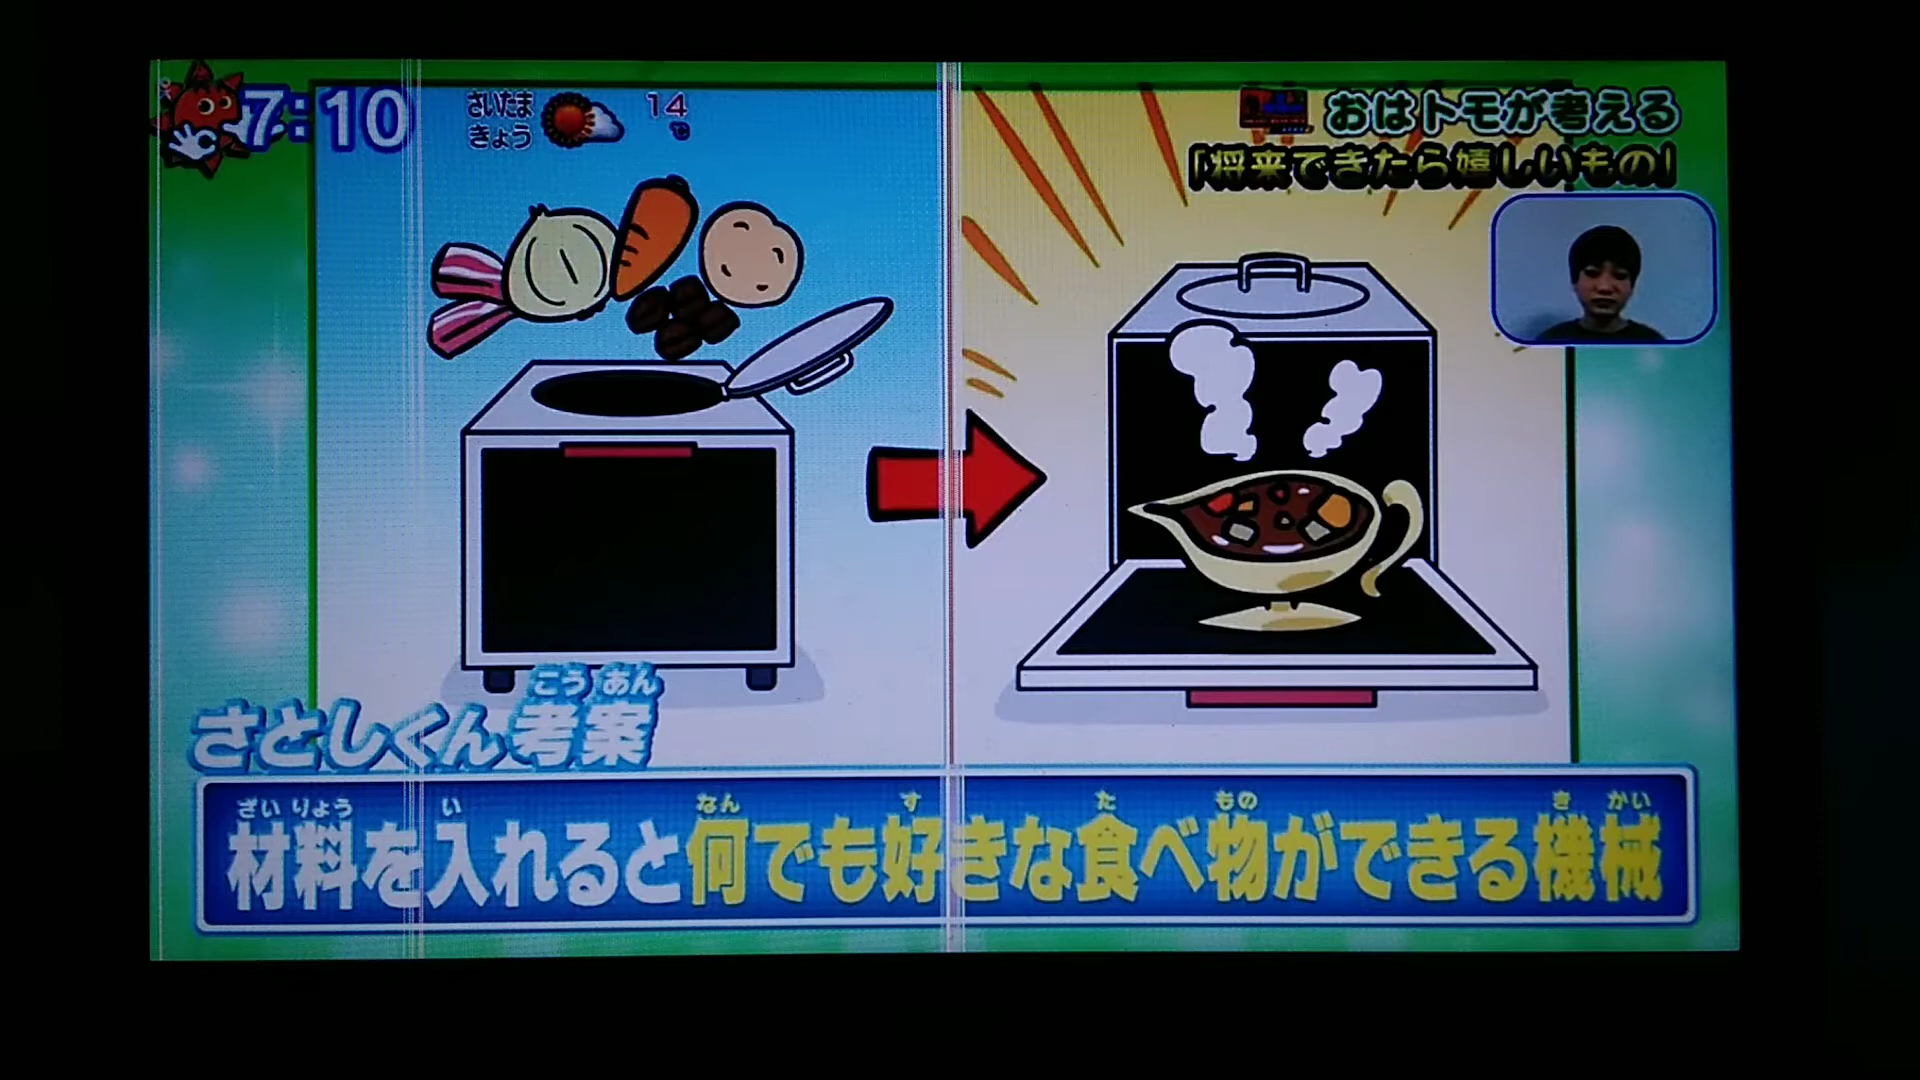 7:10
さいたま
きょう
14
℃
おはトモが考える
「将来できたら嬉しいもの」
こう あん
さとしくん考案
ざい りょう い なん す た もの き かい
材料を入れると何でも好きな食べ物ができる機械